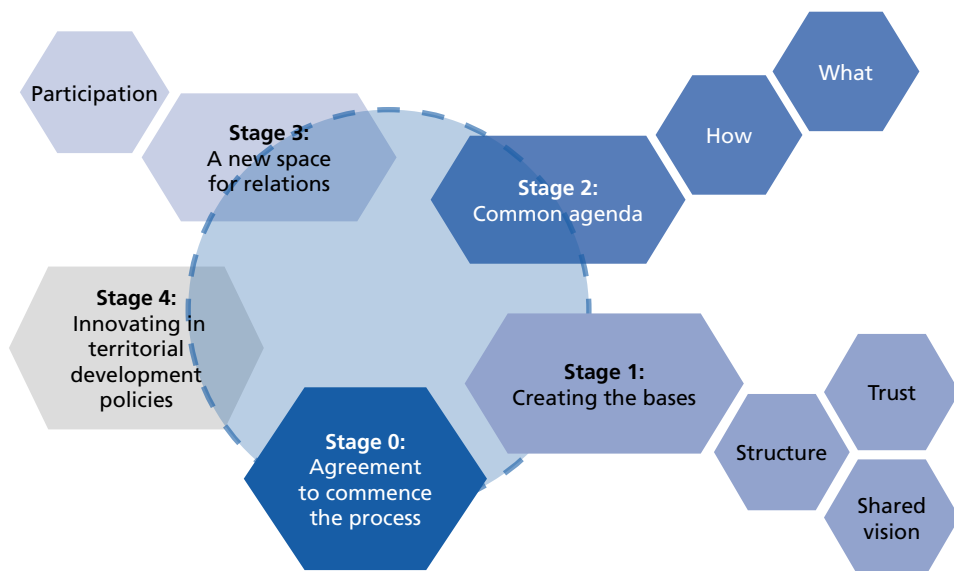 What
Participation
How
Stage 3:
A new space
for relations
Stage 2:
Common agenda
Stage 4:
Innovating in
territorial
development
policies
Stage 1:
Creating the bases
Trust
Structure
Stage 0:
Agreement
to commence
the process
Shared
vision